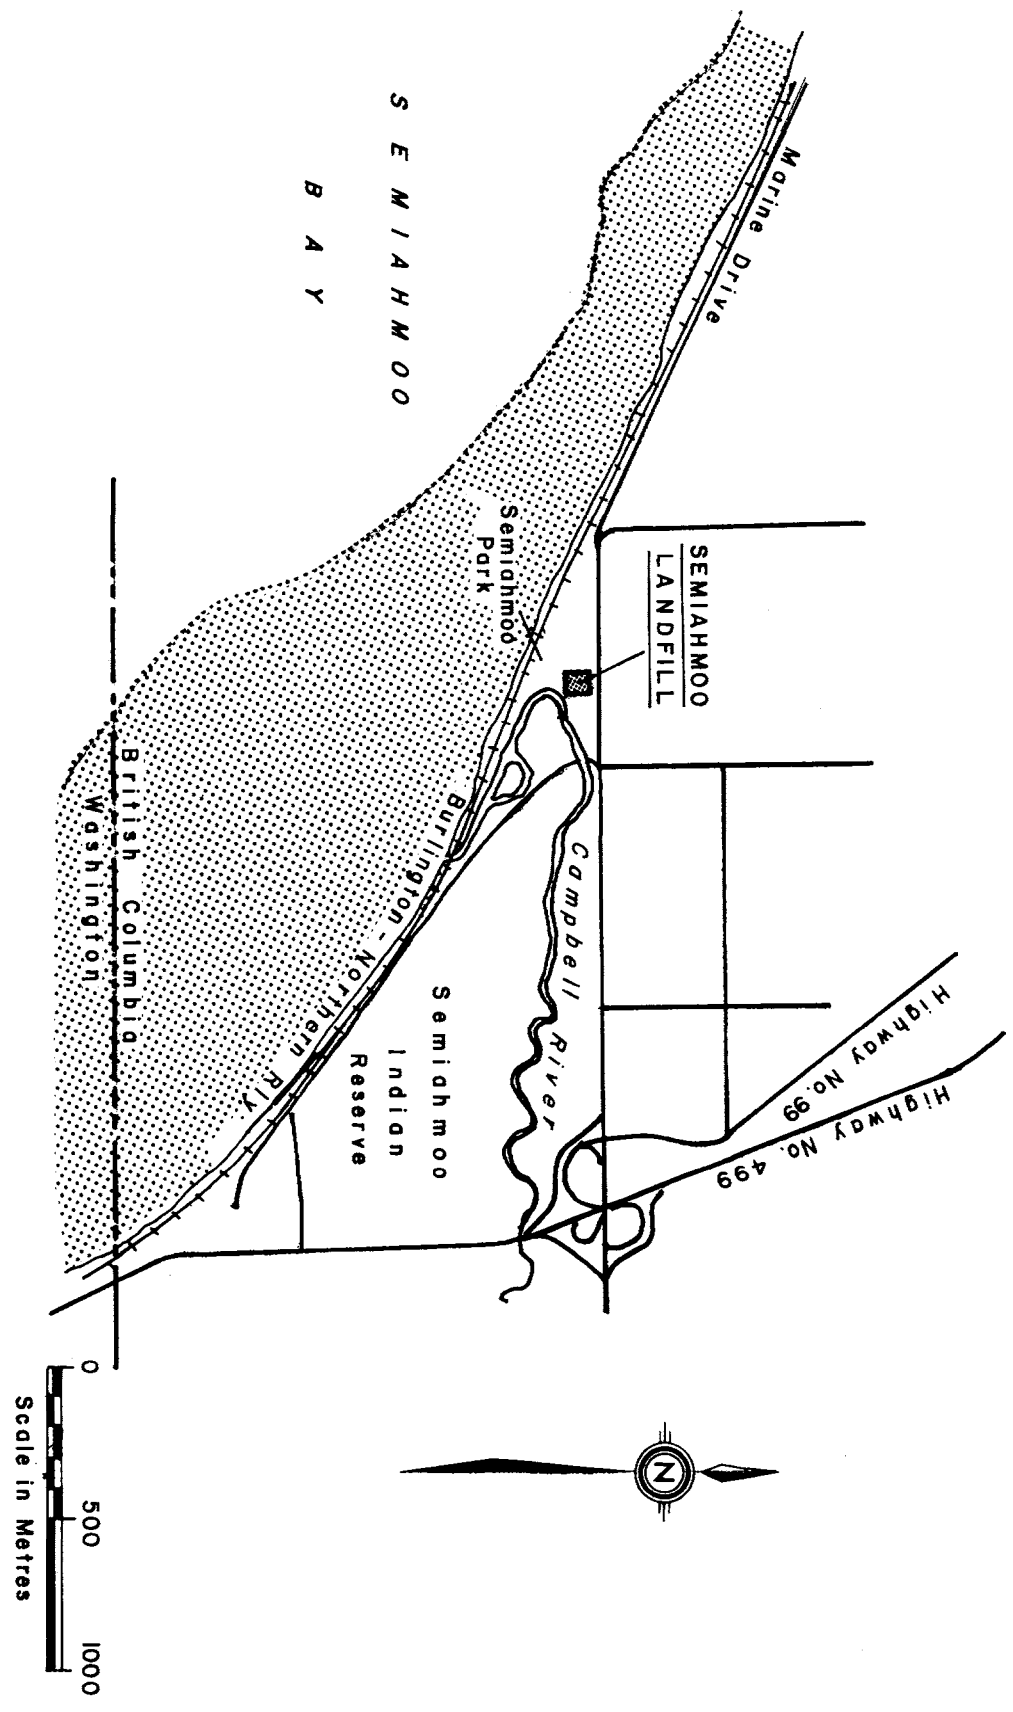 SEMIAHMOO
BAY
Marine Drive
SEMIAHMOO
LANDFILL
Semiahmoo
Park
Campbell River
Highway No. 99
Highway No. 499
Burlington - Northern Rly
Semiahmoo
Indian
Reserve
British Columbia
Washington
N
0 500 1000
Scale in Metres